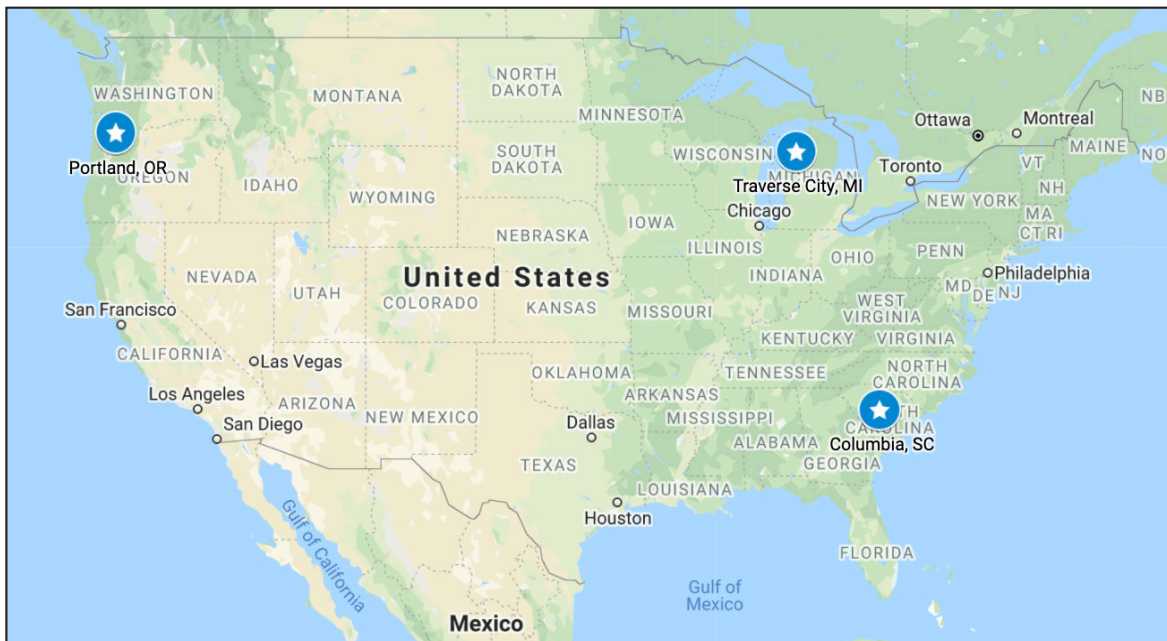 NORTH
DAKOTA
WASHINGTON
MONTANA
NB
MINNESOTA
Ottawa
Montreal
MAINE
NO
Portland, OR
OREGON
SOUTH
DAKOTA
WISCONSIN
MICHIGAN
Toronto
VT
IDAHO
Traverse City, MI
NH
WYOMING
NEW YORK
MA
Chicago
IOWA
CT
RI
NEBRASKA
ILLINOIS
OHIO
PENN
NEVADA
United States
INDIANA
Philadelphia
UTAH
COLORADO
KANSAS
MD
DE
NJ
San Francisco
MISSOURI
WEST
VIRGINIA
KENTUCKY
VIRGINIA
CALIFORNIA
Las Vegas
OKLAHOMA
TENNESSEE
NORTH
CAROLINA
Los Angeles
ARIZONA
NEW MEXICO
ARKANSAS
MISSISSIPPI
San Diego
Dallas
TH
CAROLINA
ALABAMA
Columbia, SC
TEXAS
GEORGIA
LOUISIANA
Houston
Gulf of
California
FLORIDA
Gulf of
Mexico
Mexico